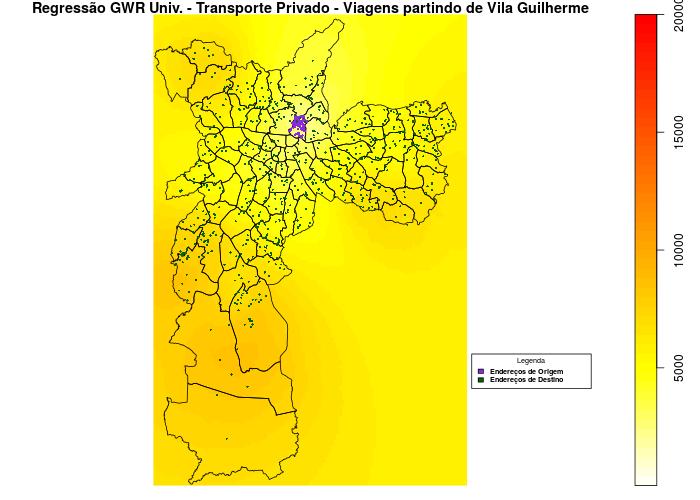 Regressão GWR Univ. - Transporte Privado - Viagens partindo de Vila Guilherme
20000
15000
10000
5000
Legenda
Endereços de Origem
Endereços de Destino